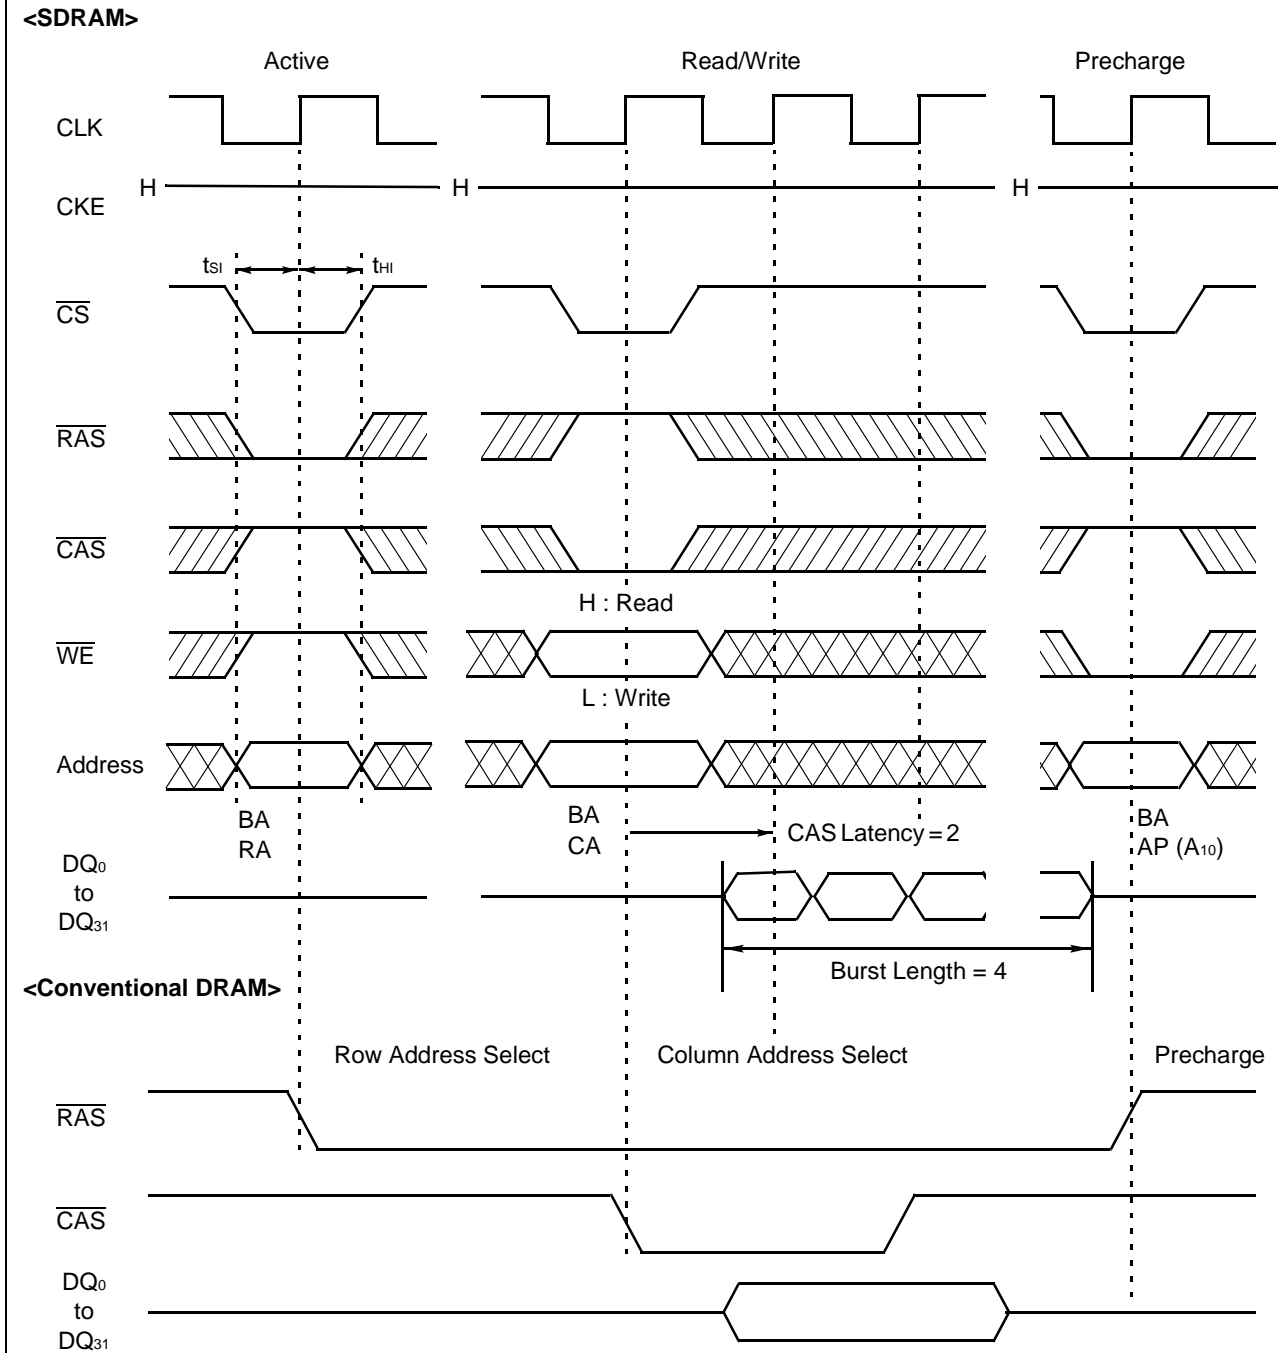 <SDRAM>
Active Read/Write Precharge
CLK
H H H
CKE
tSI tHI
CS
RAS
CAS
H : Read
WE
L : Write
Address
BA BA BA
RA CA CAS Latency = 2 AP (A10)
DQ0
to
DQ31
Burst Length = 4
<Conventional DRAM>
Row Address Select Column Address Select Precharge
RAS
CAS
DQ0
to
DQ31